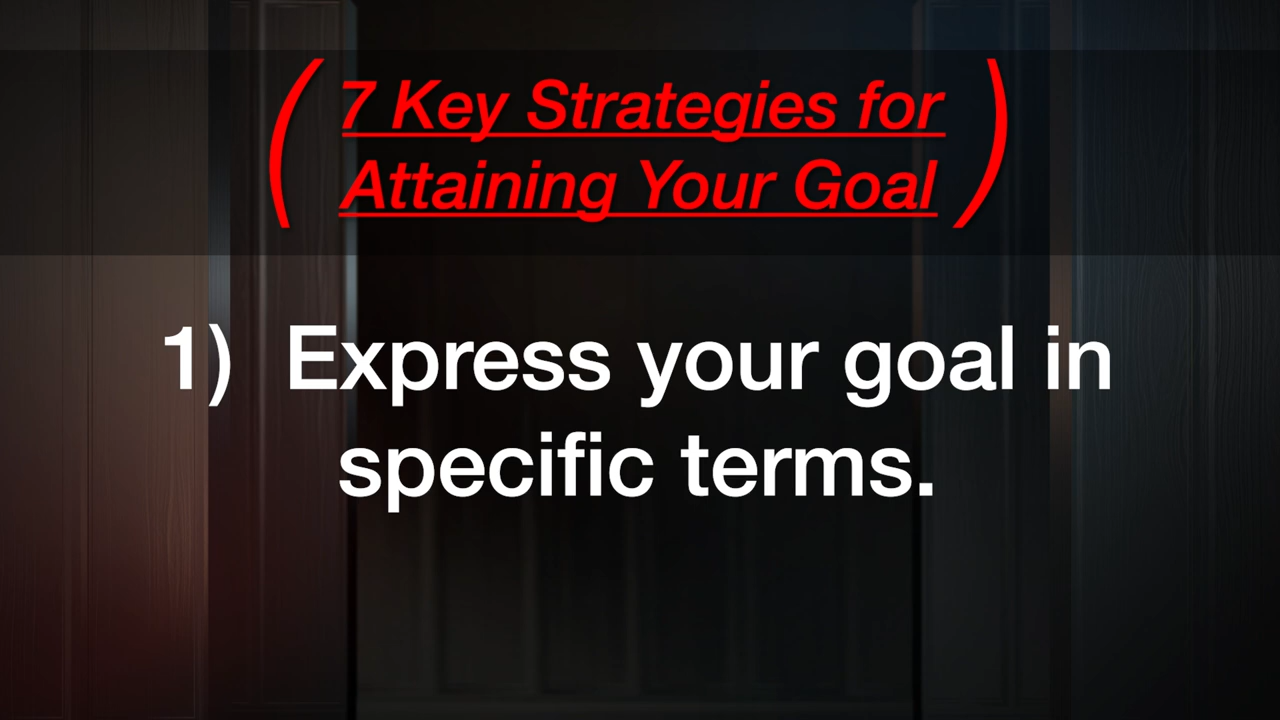 ( 7 Key Strategies for
Attaining Your Goal )
1) Express your goal in
specific terms.